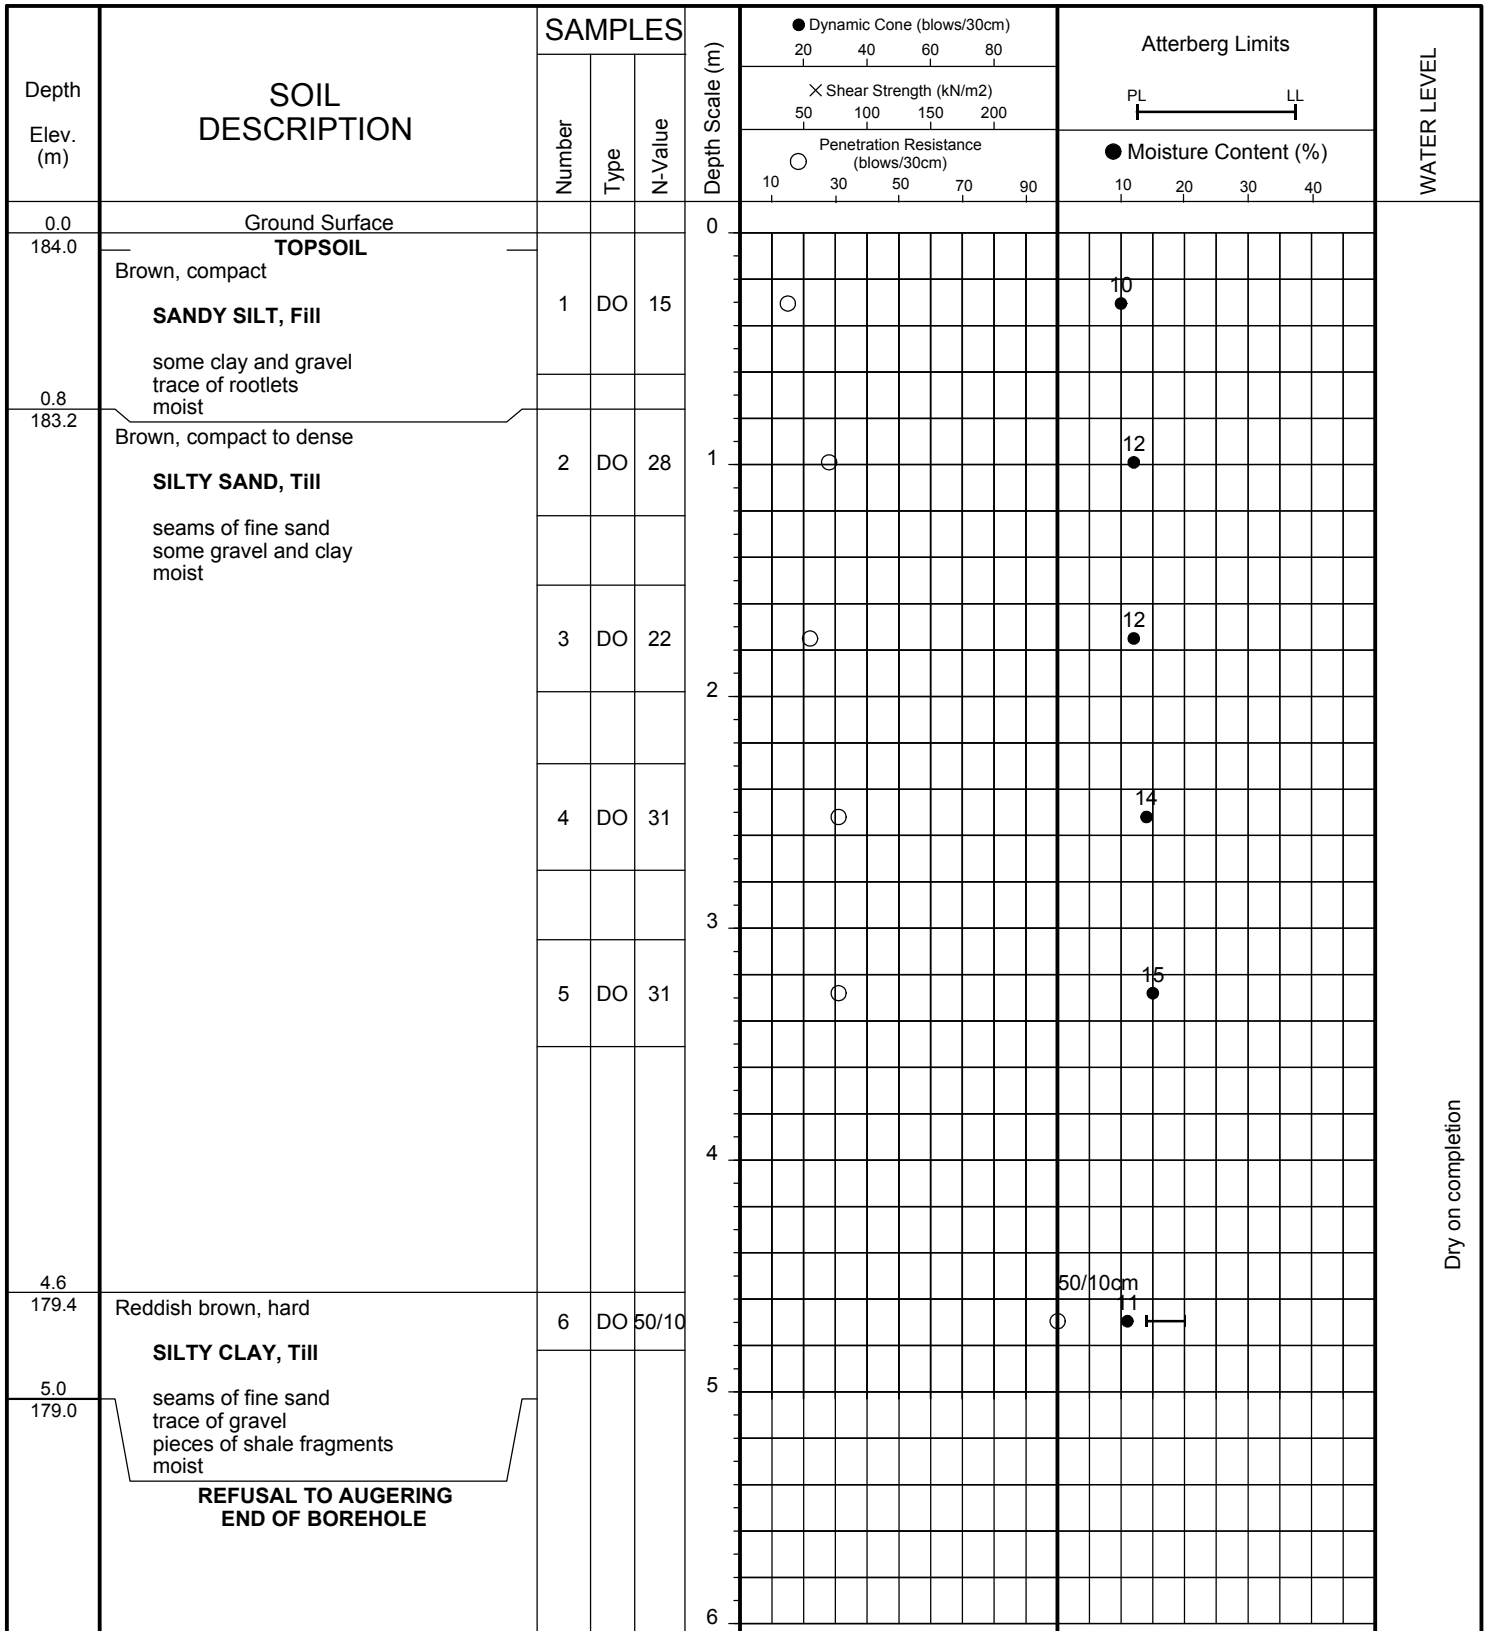 Depth
Elev.
(m)
SOIL
DESCRIPTION
SAMPLES
Number
Type
N-Value
Depth Scale (m)
● Dynamic Cone (blows/30cm)
20 40 60 80
× Shear Strength (kN/m2)
50 100 150 200
○ Penetration Resistance
(blows/30cm)
10 30 50 70 90
Atterberg Limits
PL LL
● Moisture Content (%)
10 20 30 40
WATER LEVEL
0.0 Ground Surface 0
184.0 TOPSOIL
Brown, compact
10
1 DO 15
SANDY SILT, Fill
some clay and gravel
trace of rootlets
0.8 moist
183.2
Brown, compact to dense
12
2 DO 28 1
SILTY SAND, Till
seams of fine sand
some gravel and clay
moist
12
3 DO 22
2
14
4 DO 31
3
15
5 DO 31
4
Dry on completion
4.6 50/10cm
179.4 Reddish brown, hard 11
6 DO 50/10
SILTY CLAY, Till
5.0 seams of fine sand 5
179.0
trace of gravel
pieces of shale fragments
moist
REFUSAL TO AUGERING
END OF BOREHOLE
6